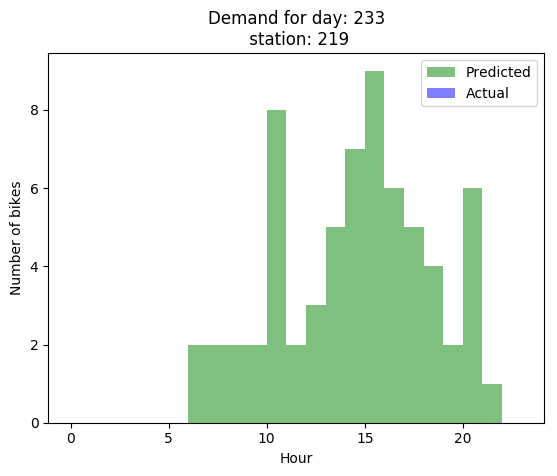 Demand for day: 233
station: 219
Predicted
Actual
Number of bikes
8
6
4
2
0
0 5 10 15 20
Hour